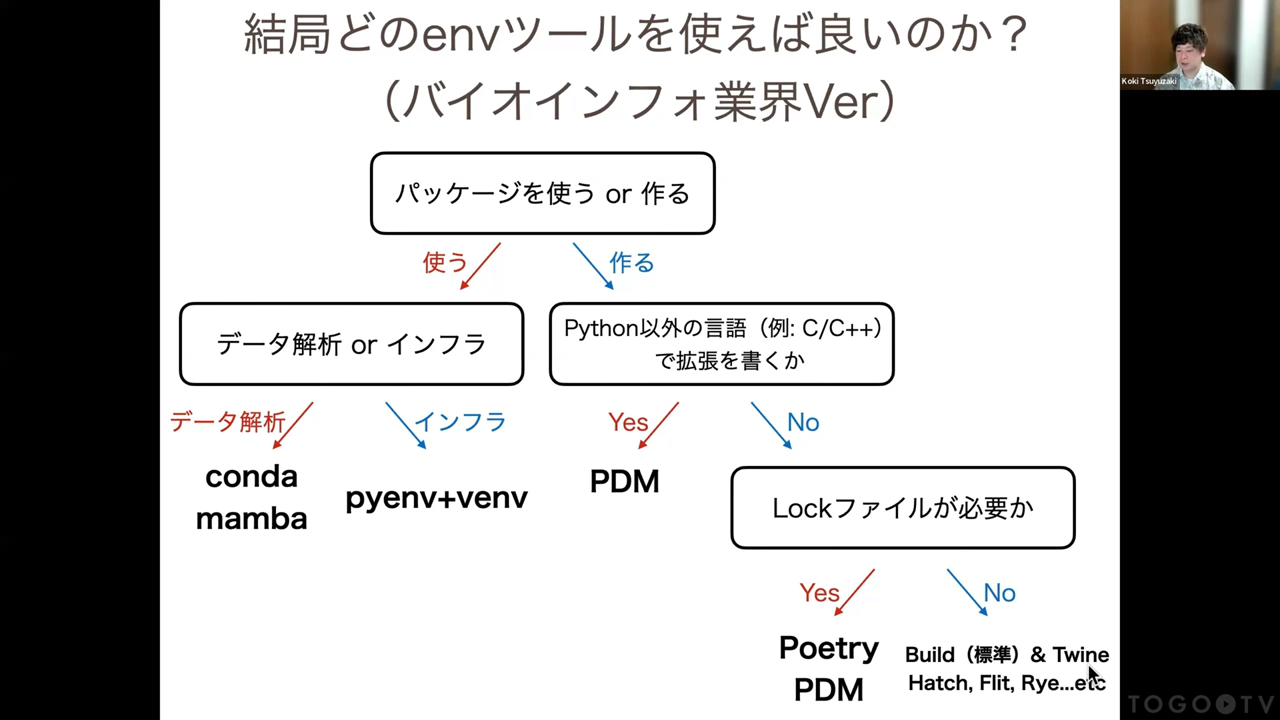 結局どのenvツールを使えば良いのか？
（バイオインフォ業界Ver）
Koki Tsuyuzaki
パッケージを使う or 作る
使う
作る
データ解析 or インフラ
Python以外の言語（例: C/C++）
で拡張を書くか
データ解析
インフラ
Yes
No
conda
mamba
pyenv+venv
PDM
Lockファイルが必要か
Yes
No
Poetry
PDM
Build（標準）& Twine
Hatch, Flit, Rye...etc
TOGOTV